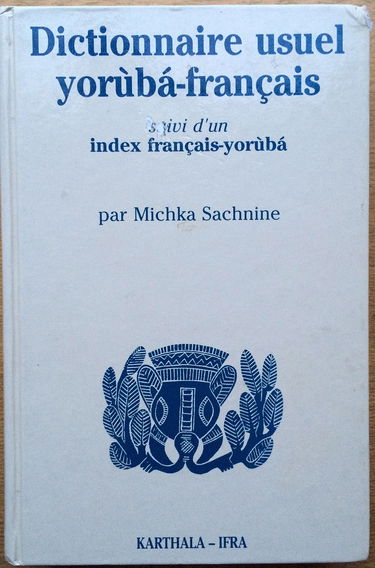 Dictionnaire usuel
yorùbá-français
suivi d'un
index français-yorùbá
par Michka Sachnine
KARTHALA – IFRA